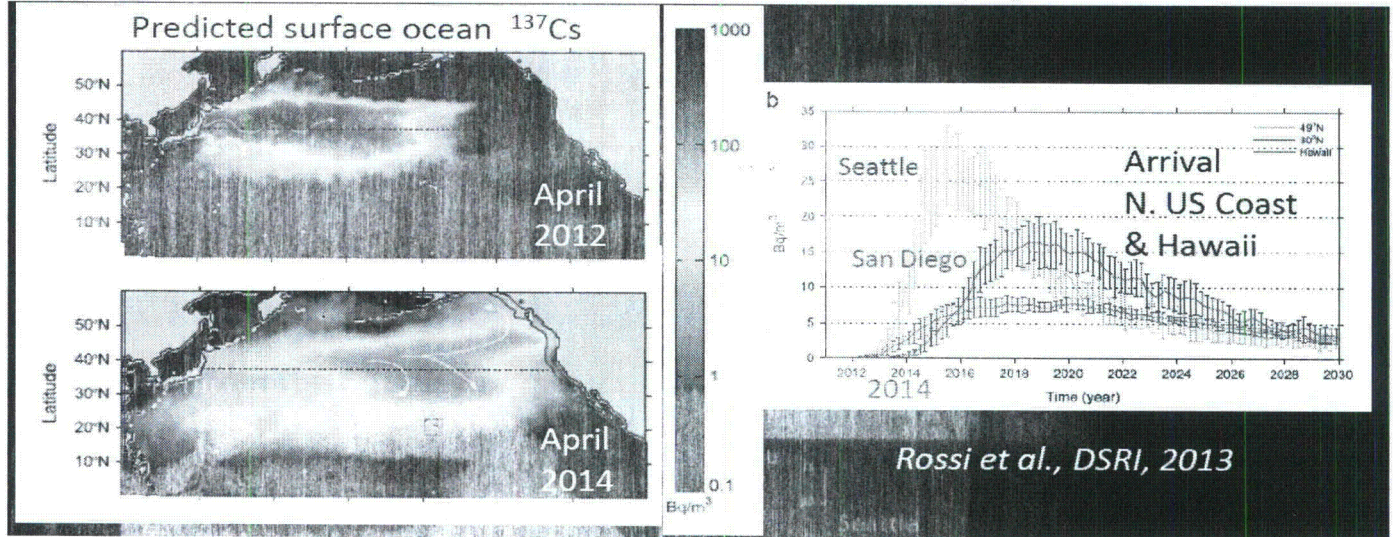 Predicted surface ocean ¹³⁷Cs
Latitude
50°N
40°N
30°N
20°N
10°N
April
2012
Latitude
50°N
40°N
30°N
20°N
10°N
April
2014
1000
100
10
1
0.1
Bq/m³
b
Bq/m³
35
30
25
20
15
10
5
0
49°N
30°N
Hawaii
Seattle
San Diego
Arrival
N. US Coast
& Hawaii
2012 2014 2016 2018 2020 2022 2024 2026 2028 2030
2014
Time (year)
Rossi et al., DSRI, 2013
Seattle